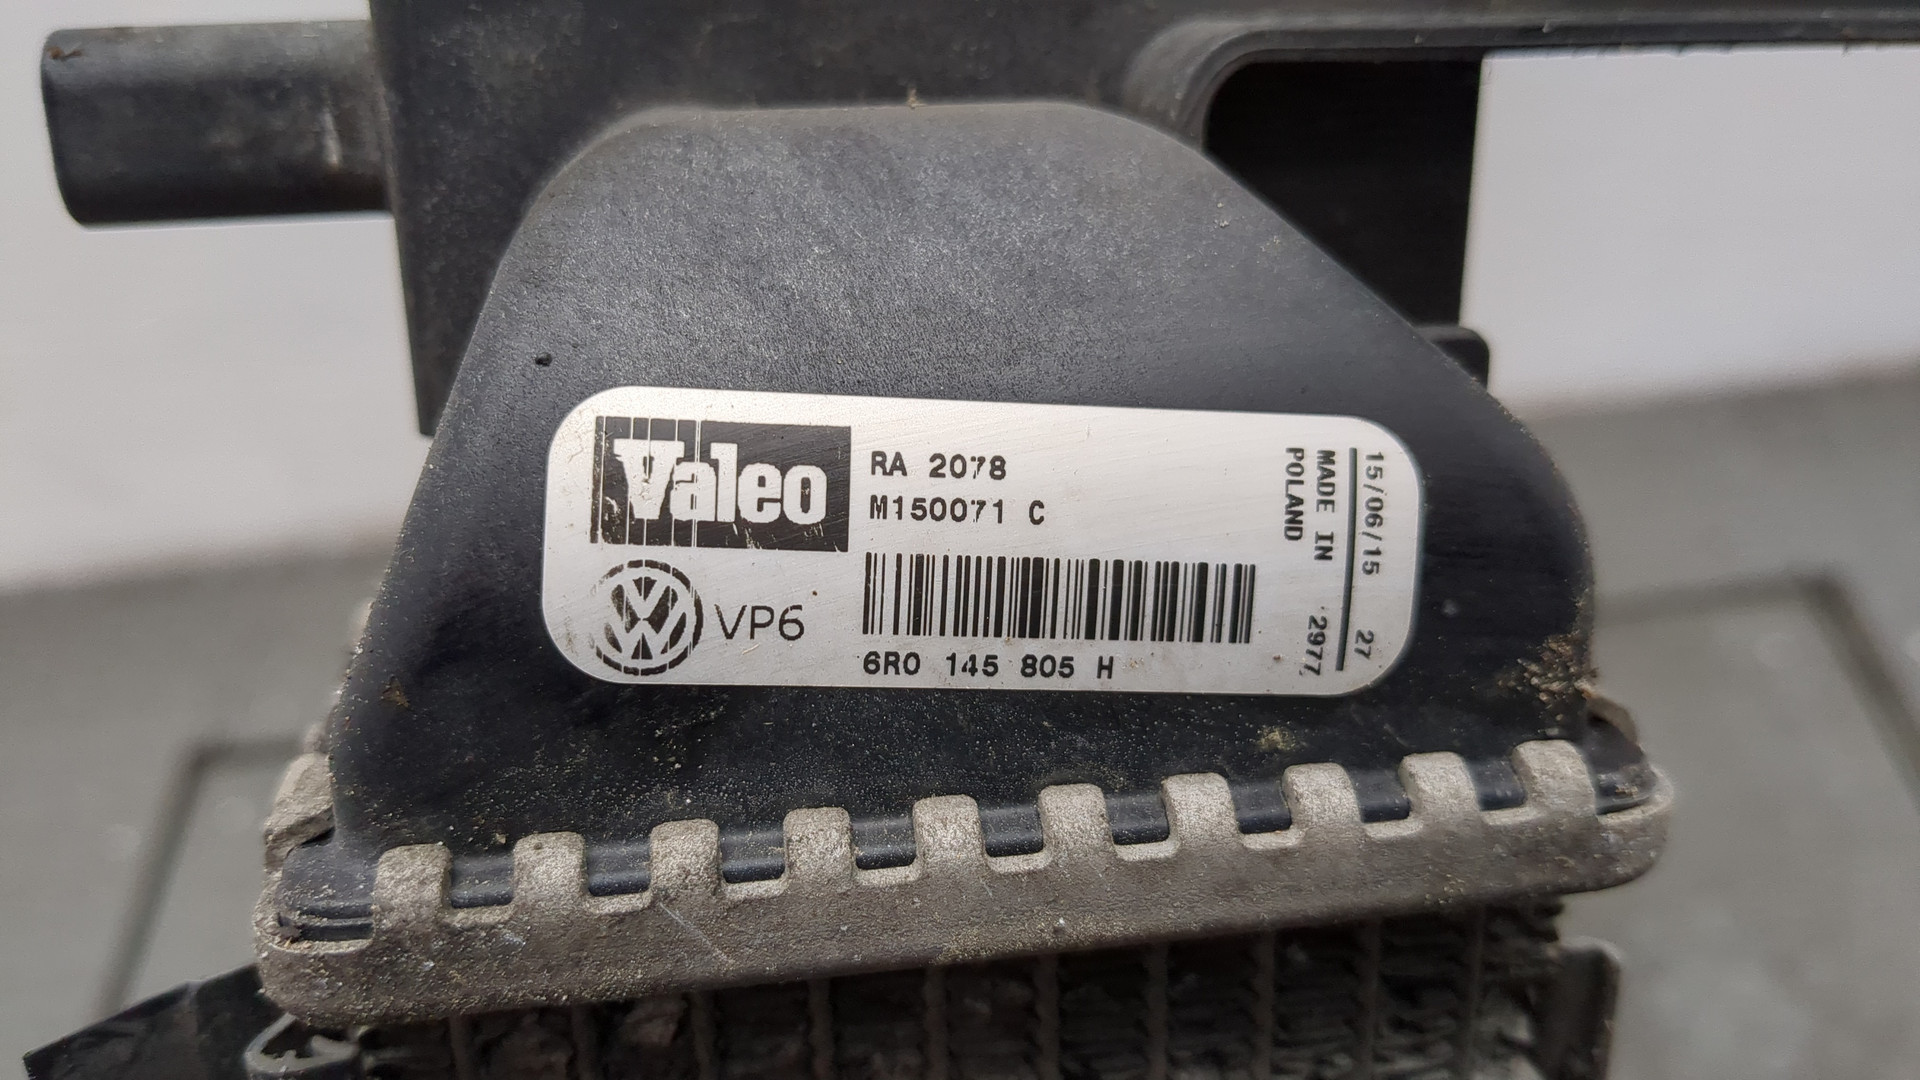 Valeo
RA 2078
M150071 C
VP6
6R0 145 805 H
15/06/15 27
MADE IN 2977
POLAND